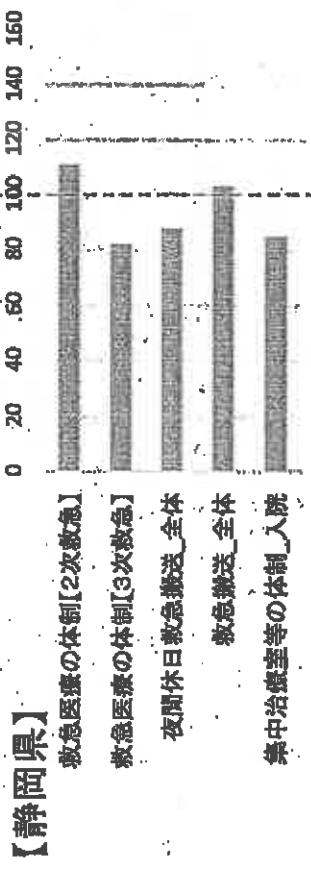 【静岡県】
0 20 40 60 80 100 120 140 160
救急医療の体制【2次救急】
救急医療の体制【3次救急】
夜間休日救急搬送_全体
救急搬送_全体
集中治療室等の体制_入院